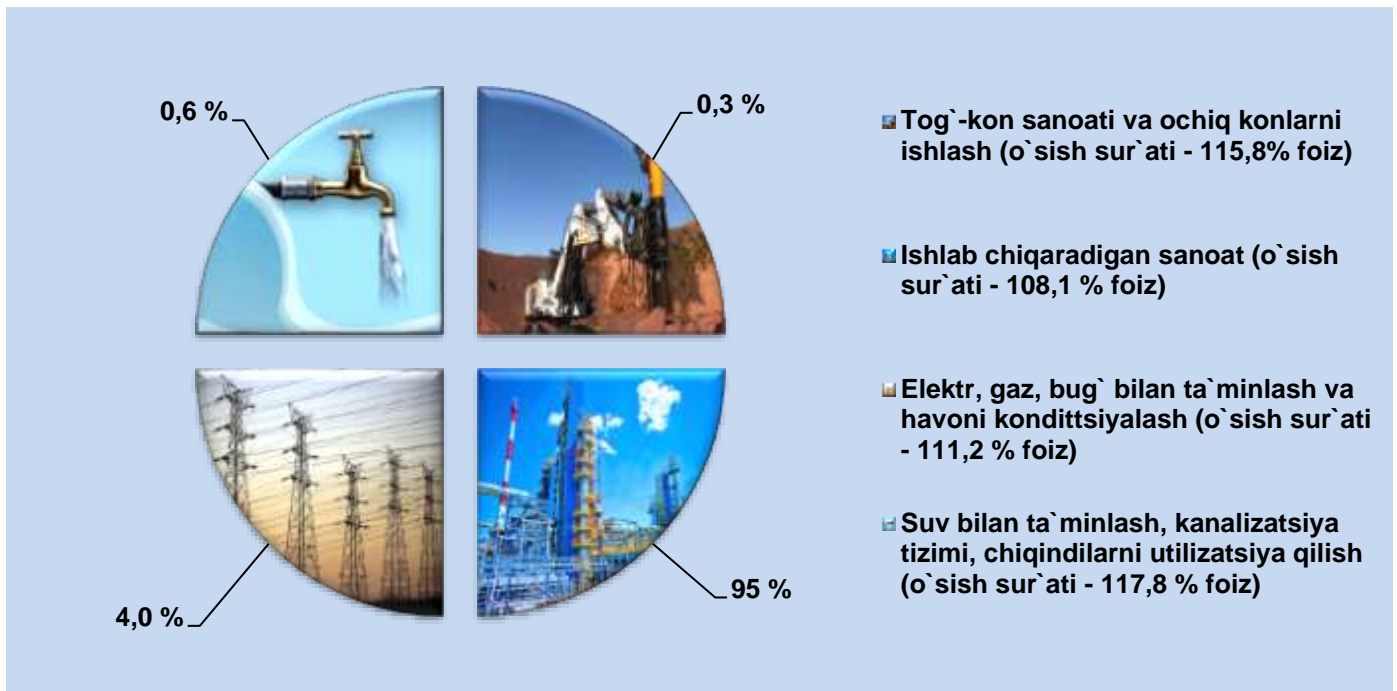 0,6 %
0,3 %
4,0 %
95 %
Tog`-kon sanoati va ochiq konlarni
ishlash (o`sish sur`ati - 115,8% foiz)
Ishlab chiqaradigan sanoat (o`sish
sur`ati - 108,1 % foiz)
Elektr, gaz, bug` bilan ta`minlash va
havoni kondittsiyalash (o`sish sur`ati
- 111,2 % foiz)
Suv bilan ta`minlash, kanalizatsiya
tizimi, chiqindilarni utilizatsiya qilish
(o`sish sur`ati - 117,8 % foiz)